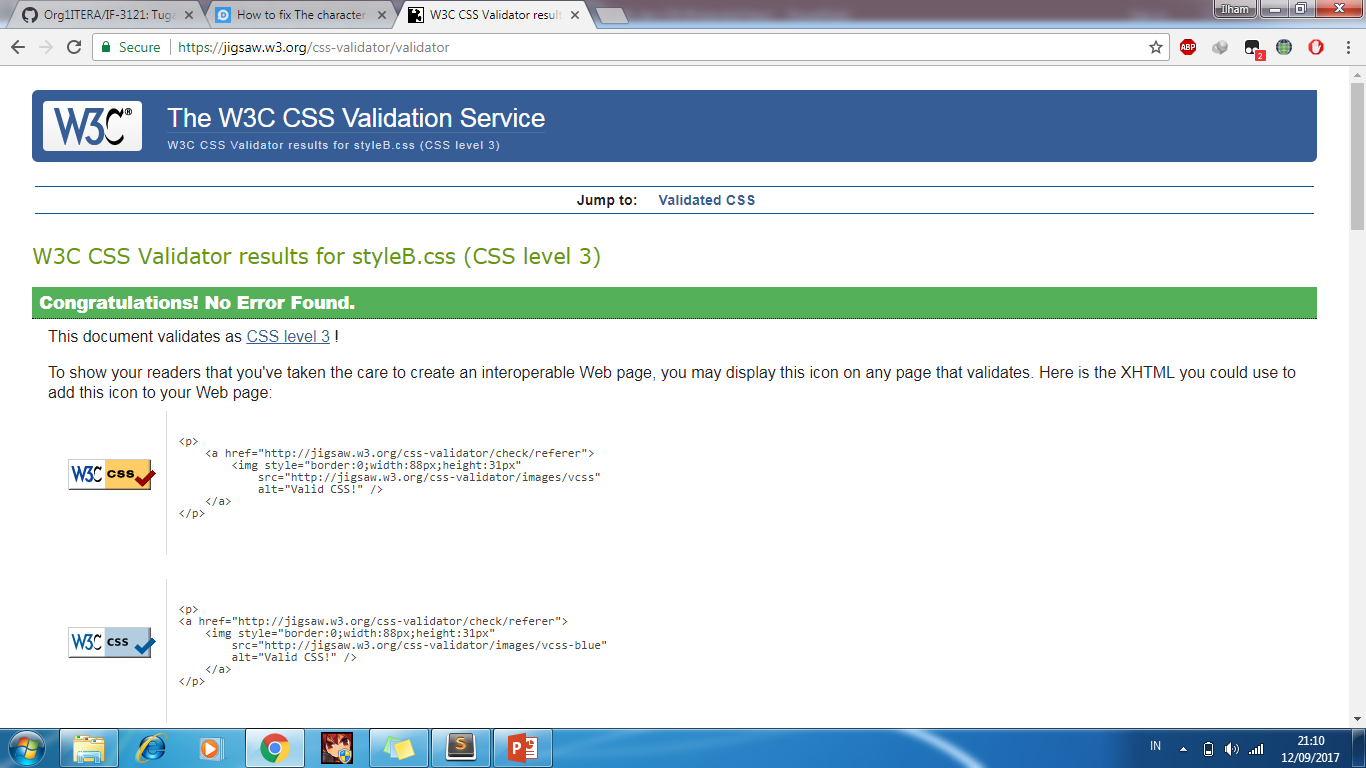 Org1ITERA/IF-3121: Tuga
How to fix The character
W3C CSS Validator resul
Ilham
Secure
https://jigsaw.w3.org/css-validator/validator
ABP
2
W3C®
The W3C CSS Validation Service
W3C CSS Validator results for styleB.css (CSS level 3)
Jump to: Validated CSS
W3C CSS Validator results for styleB.css (CSS level 3)
Congratulations! No Error Found.
This document validates as CSS level 3 !
To show your readers that you've taken the care to create an interoperable Web page, you may display this icon on any page that validates. Here is the XHTML you could use to
add this icon to your Web page:
W3C css
<p>
<a href="http://jigsaw.w3.org/css-validator/check/referer">
<img style="border:0;width:88px;height:31px"
src="http://jigsaw.w3.org/css-validator/images/vcss"
alt="Valid CSS!" />
</a>
</p>
W3C css
<p>
<a href="http://jigsaw.w3.org/css-validator/check/referer">
<img style="border:0;width:88px;height:31px"
src="http://jigsaw.w3.org/css-validator/images/vcss-blue"
alt="Valid CSS!" />
</a>
</p>
IN
21:10
12/09/2017